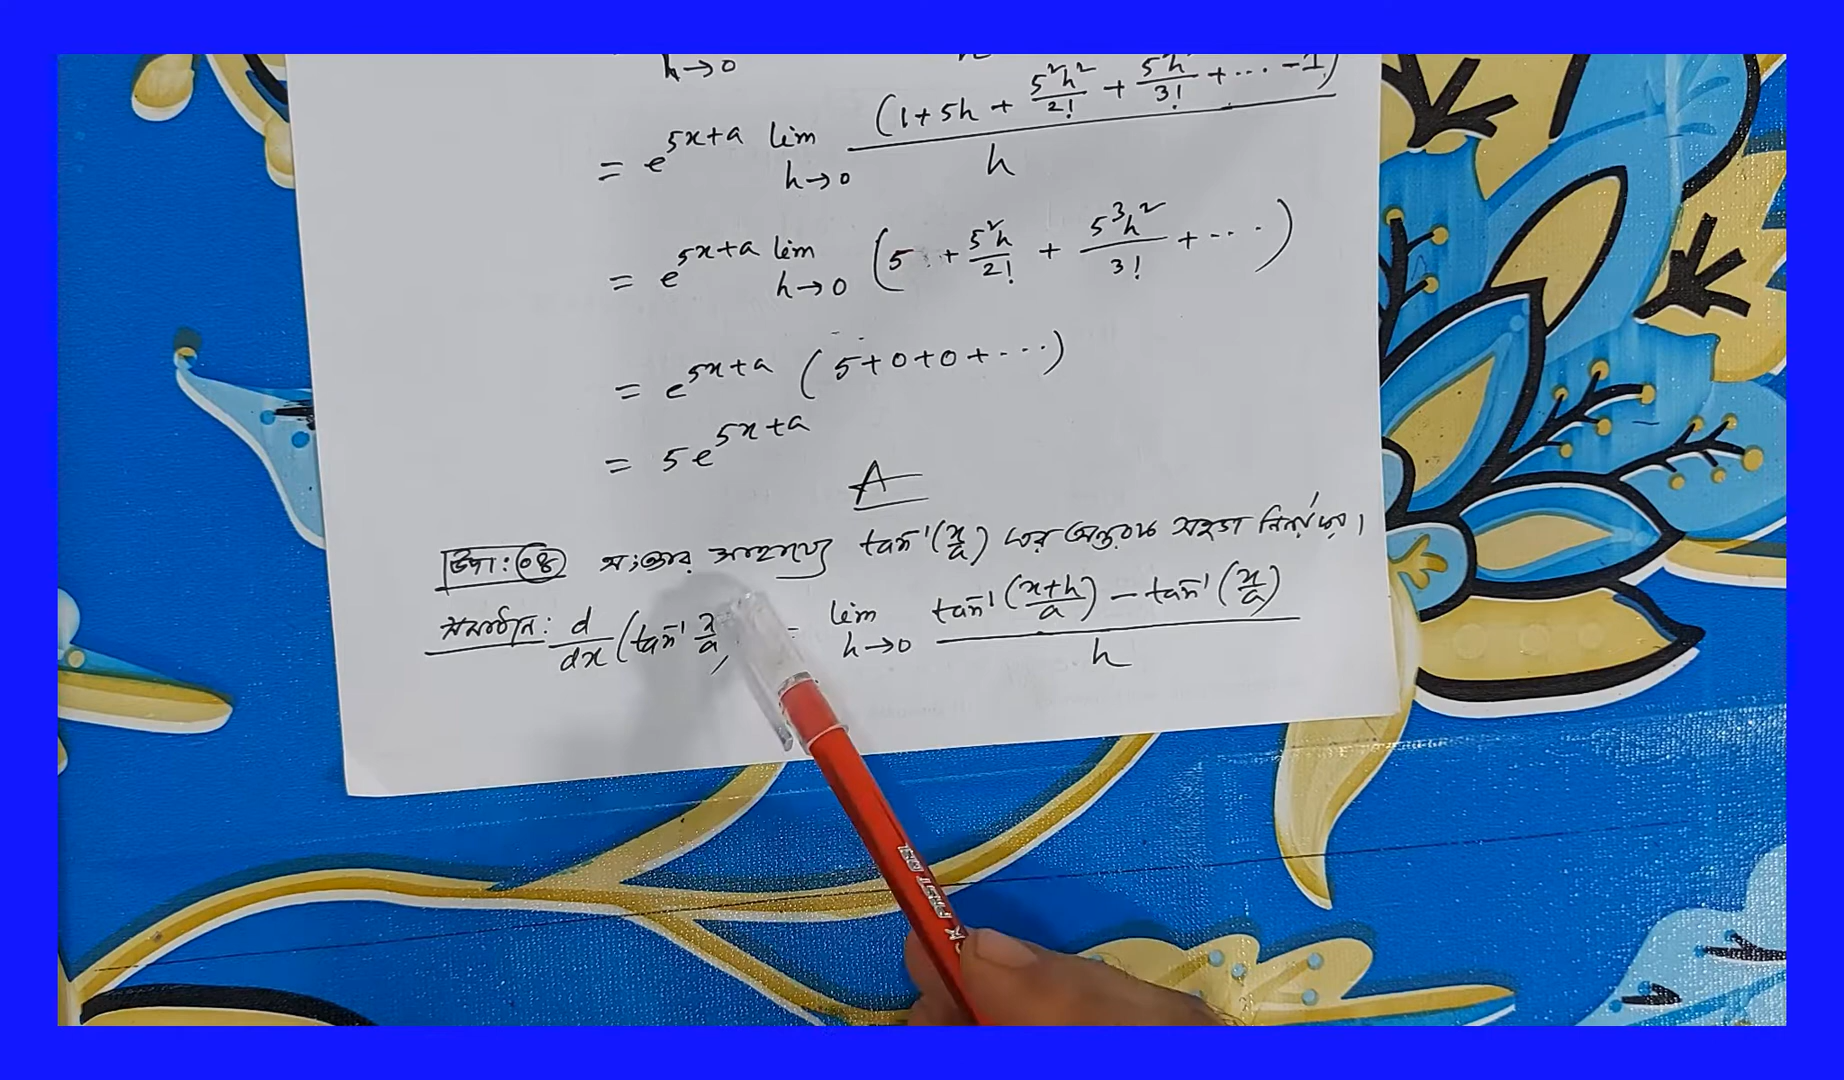 h→0 h
= e^{5x+a} lim_{h→0} (1+5h + 5²h²/2! + 5³h³/3! + ... -1)/h
= e^{5x+a} lim_{h→0} (5 + 5²h/2! + 5³h²/3! + ...)
= e^{5x+a} (5+0+0+...)
= 5e^{5x+a}
A
উদা: 08 সংজ্ঞার সাহায্যে tan⁻¹(x/a) এর অন্তরক সহগ নির্ণয় কর।
সমাধান: d/dx (tan⁻¹ x/a) = lim_{h→0} (tan⁻¹((x+h)/a) - tan⁻¹(x/a))/h